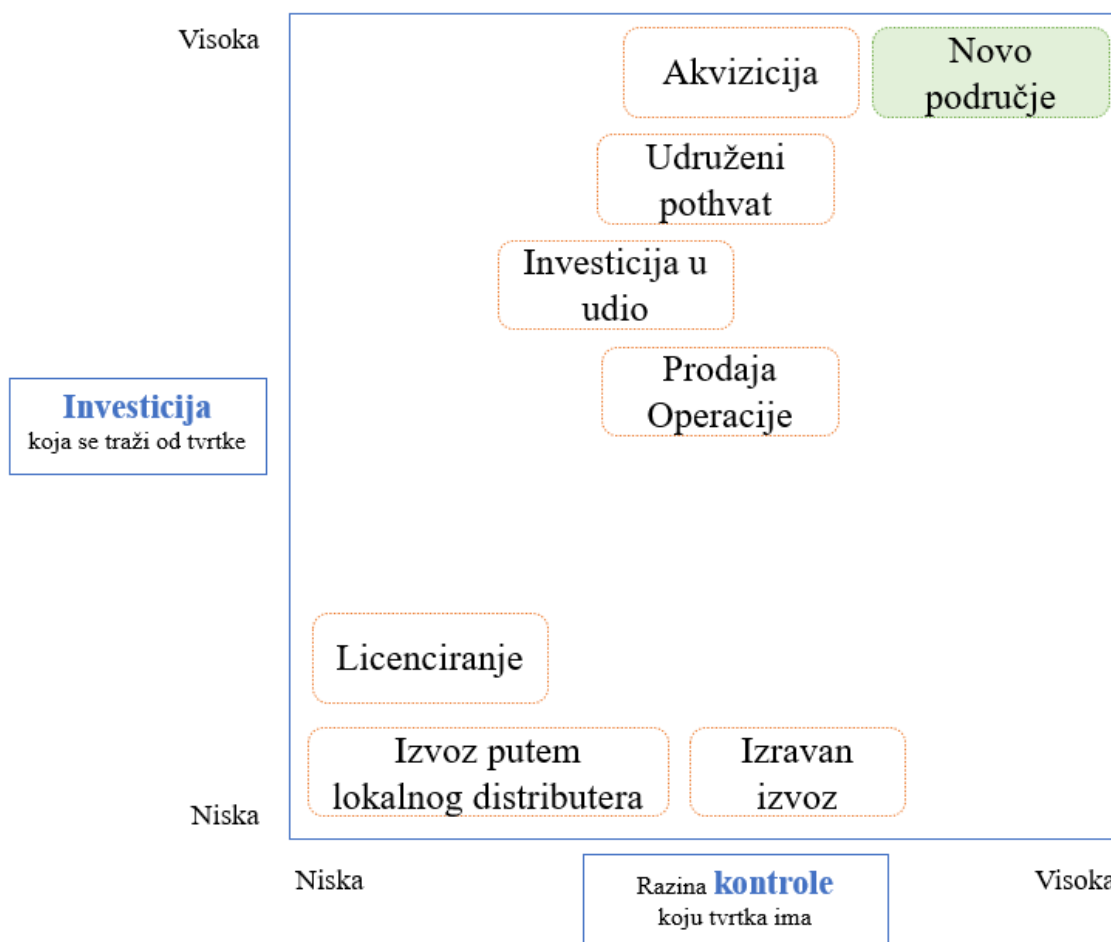 Visoka
Akvizicija
Novo
područje
Udruženi
pothvat
Investicija u
udio
Prodaja
Operacije
Investicija
koja se traži od tvrtke
Licenciranje
Izvoz putem
lokalnog distributera
Izravan
izvoz
Niska
Niska
Razina kontrole
koju tvrtka ima
Visoka